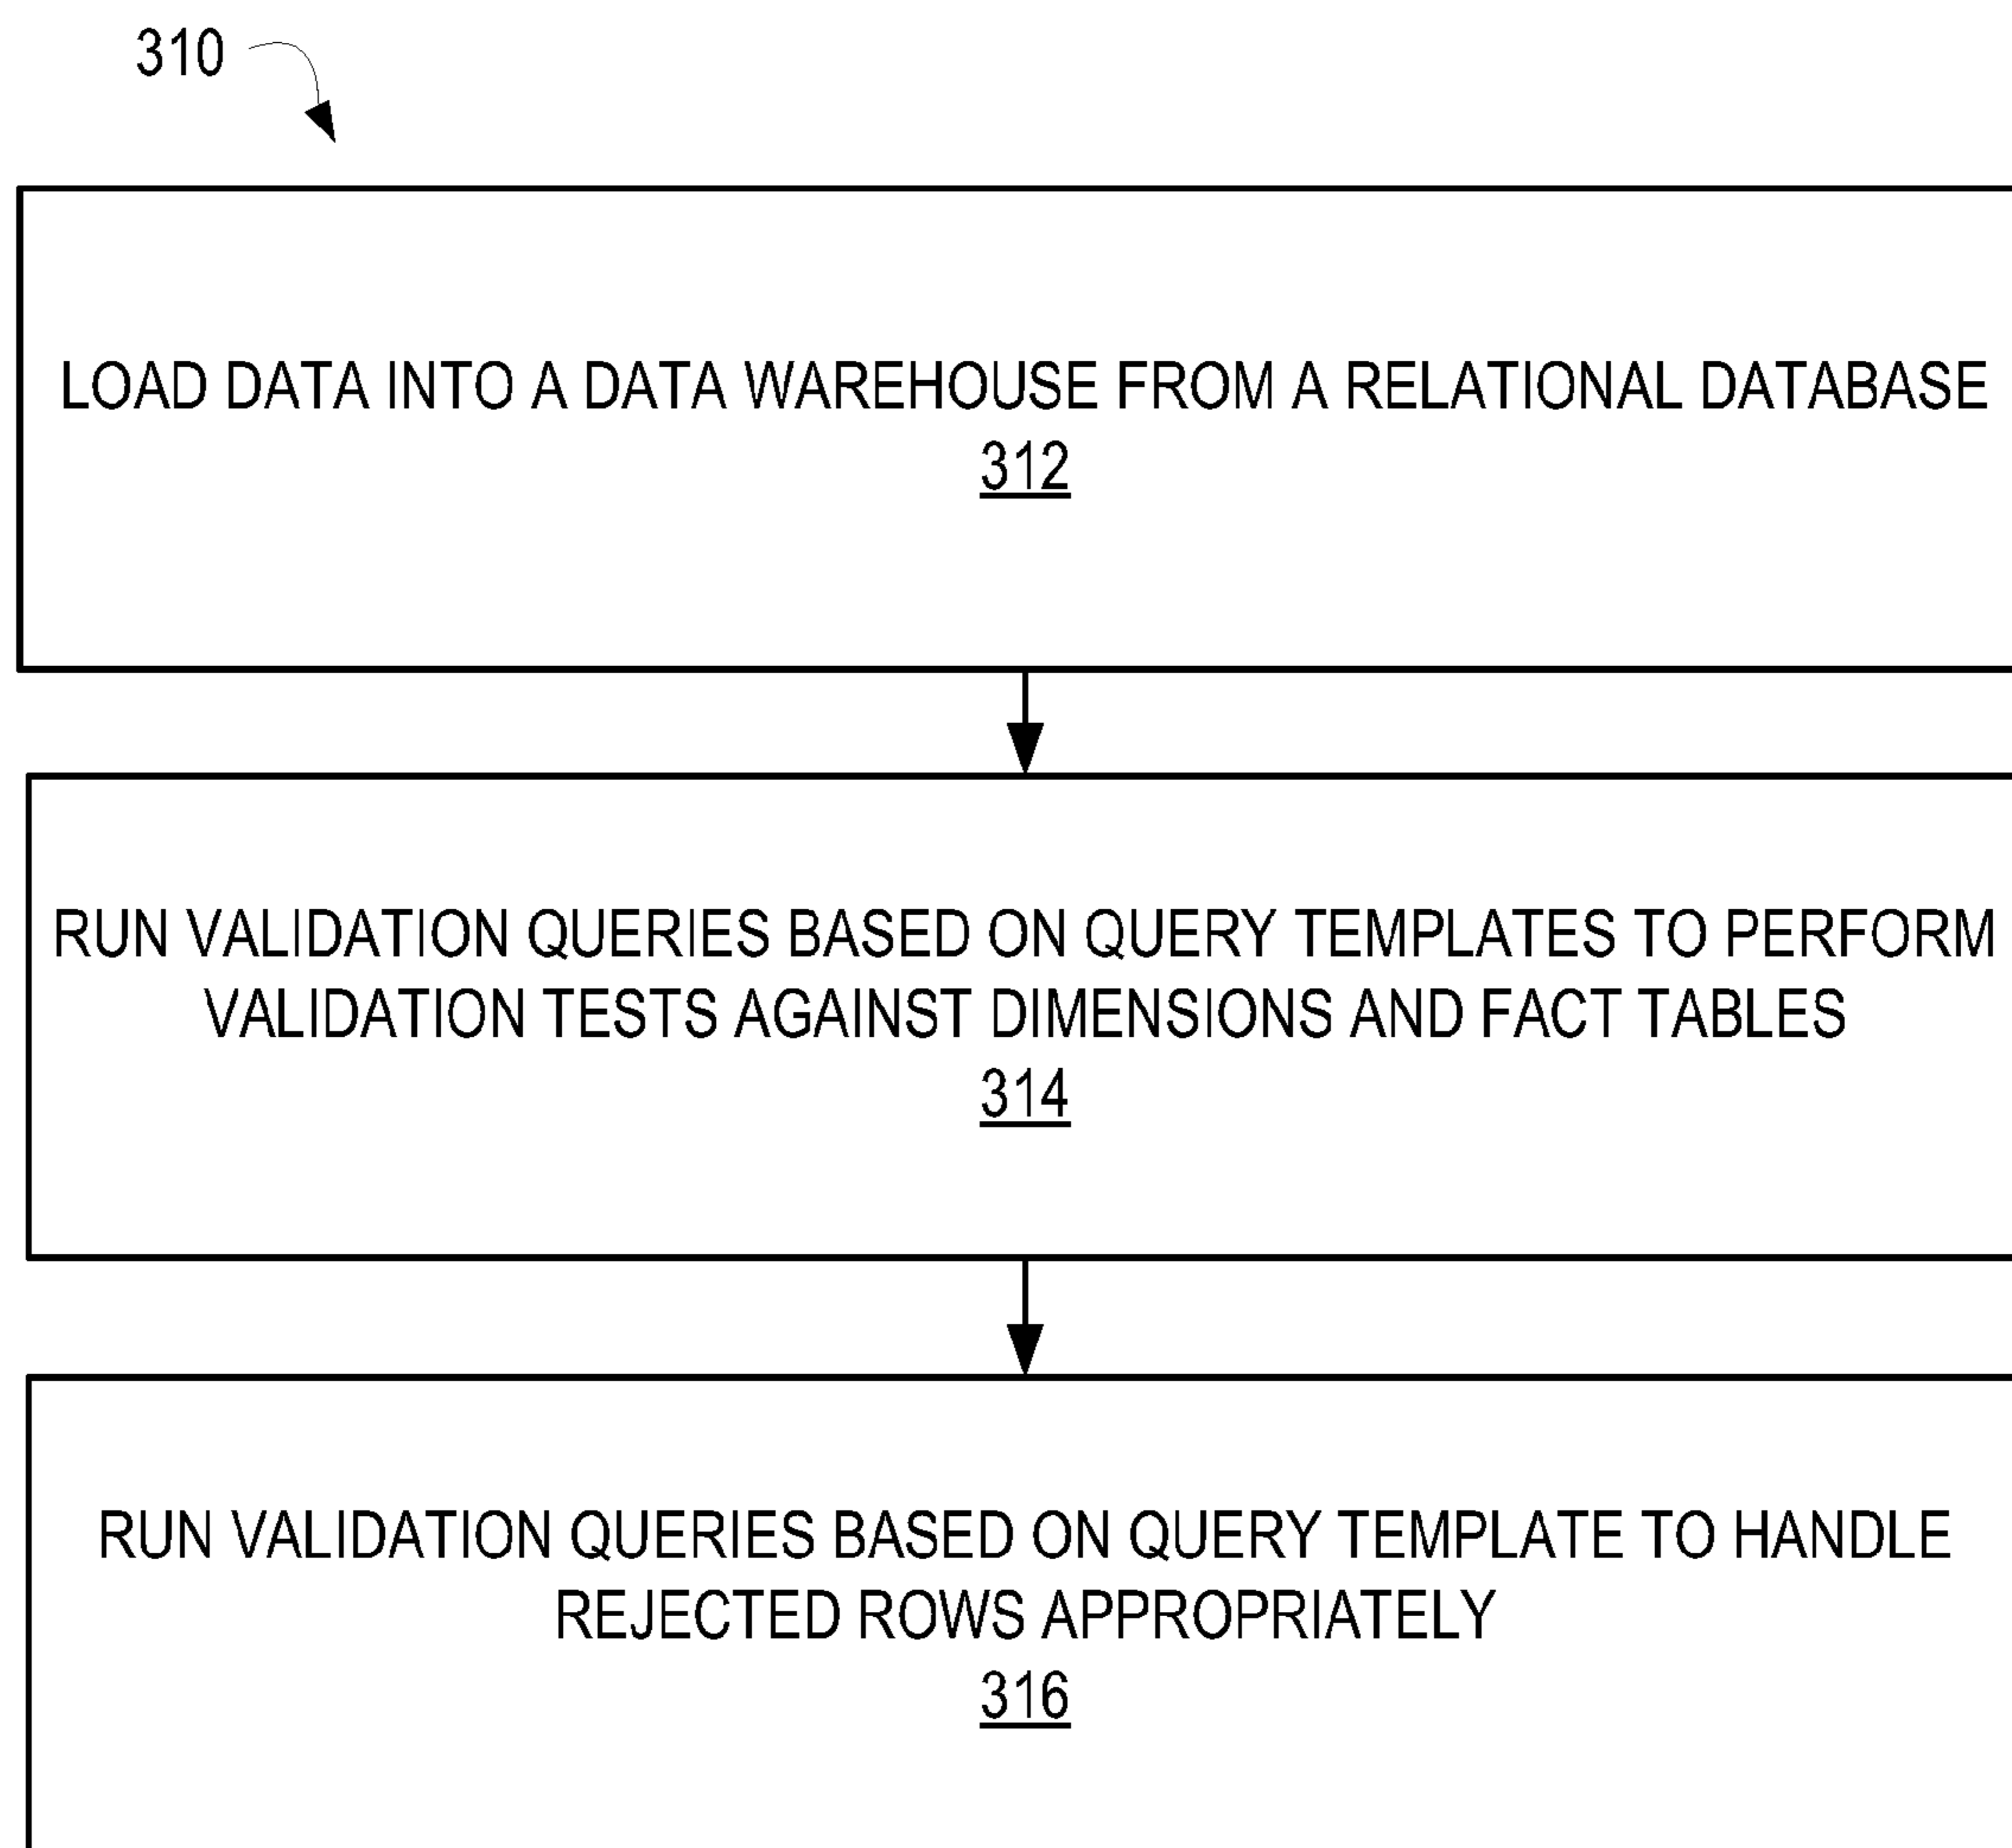 310
LOAD DATA INTO A DATA WAREHOUSE FROM A RELATIONAL DATABASE
312
RUN VALIDATION QUERIES BASED ON QUERY TEMPLATES TO PERFORM
VALIDATION TESTS AGAINST DIMENSIONS AND FACT TABLES
314
RUN VALIDATION QUERIES BASED ON QUERY TEMPLATE TO HANDLE
REJECTED ROWS APPROPRIATELY
316